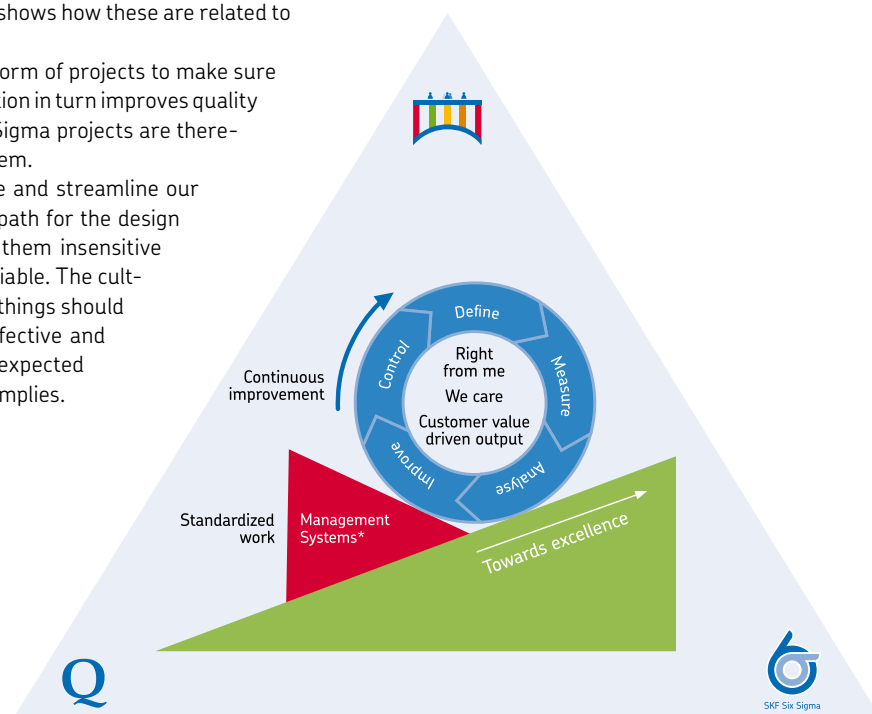 shows how these are related to
orm of projects to make sure
tion in turn improves quality
Sigma projects are there-
em.
e and streamline our
path for the design
them insensitive
iable. The cult-
things should
fective and
expected
mplies.
Define
Measure
Analyse
Improve
Control
Right
from me
We care
Customer value
driven output
Continuous
improvement
Standardized
work
Management
Systems*
Towards excellence
Q
SKF Six Sigma